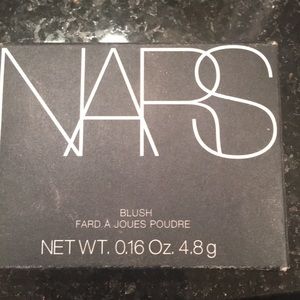 NARS
BLUSH
FARD À JOUES POUDRE
NET WT. 0.16 Oz. 4.8 g